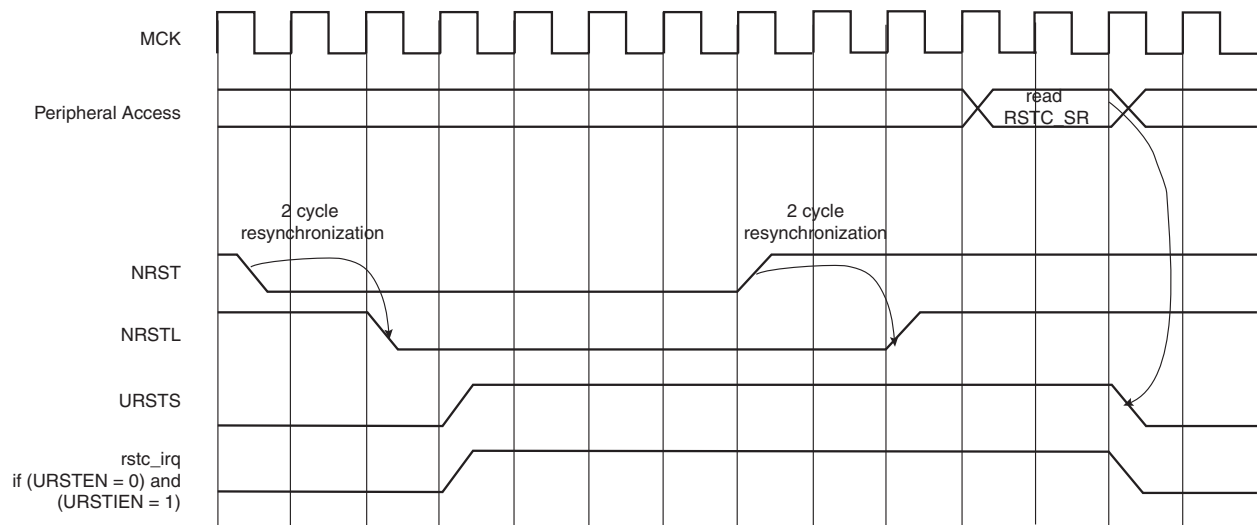 MCK
Peripheral Access
read
RSTC_SR
2 cycle
resynchronization
2 cycle
resynchronization
NRST
NRSTL
URSTS
rstc_irq
if (URSTEN = 0) and
(URSTIEN = 1)